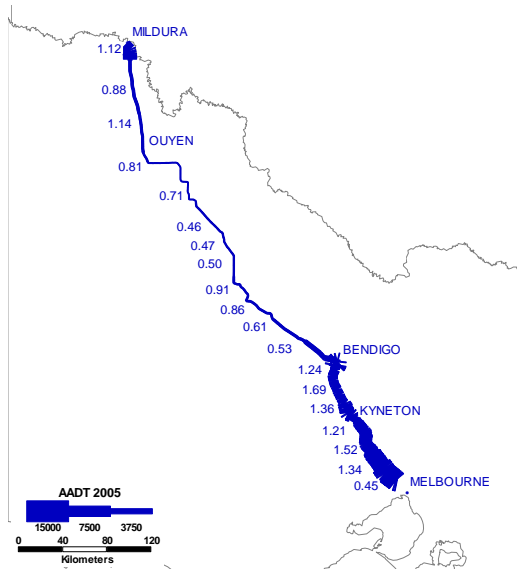 MILDURA
1.12
0.88
1.14
OUYEN
0.81
0.71
0.46
0.47
0.50
0.91
0.86
0.61
0.53
BENDIGO
1.24
1.69
1.36
KYNETON
1.21
1.52
1.34
0.45
MELBOURNE
AADT 2005
15000 7500 3750
0 40 80 120
Kilometers